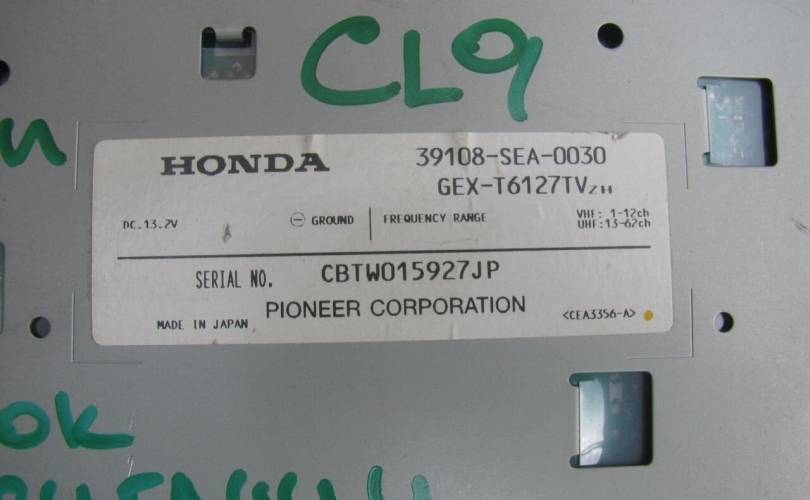 CL9
HONDA 39108-SEA-0030
GEX-T6127TVZH
DC.13.2V ⊖ GROUND FREQUENCY RANGE VHF: 1-12ch
UHF:13-62ch
SERIAL NO. CBTW015927JP
MADE IN JAPAN PIONEER CORPORATION <CEA3356-A>
OK